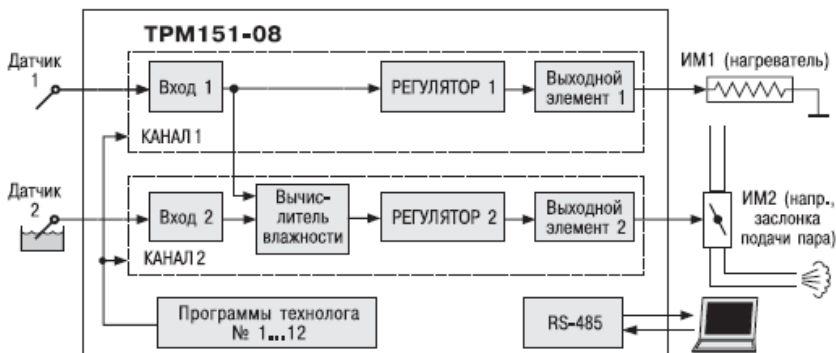 ТРМ151-08
Датчик
1
Вход 1
РЕГУЛЯТОР 1
Выходной
элемент 1
ИМ1 (нагреватель)
КАНАЛ 1
Датчик
2
Вход 2
Вычис-
литель
влажности
РЕГУЛЯТОР 2
Выходной
элемент 2
ИМ2 (напр.,
заслонка
подачи пара)
КАНАЛ 2
Программы технолога
№ 1...12
RS-485